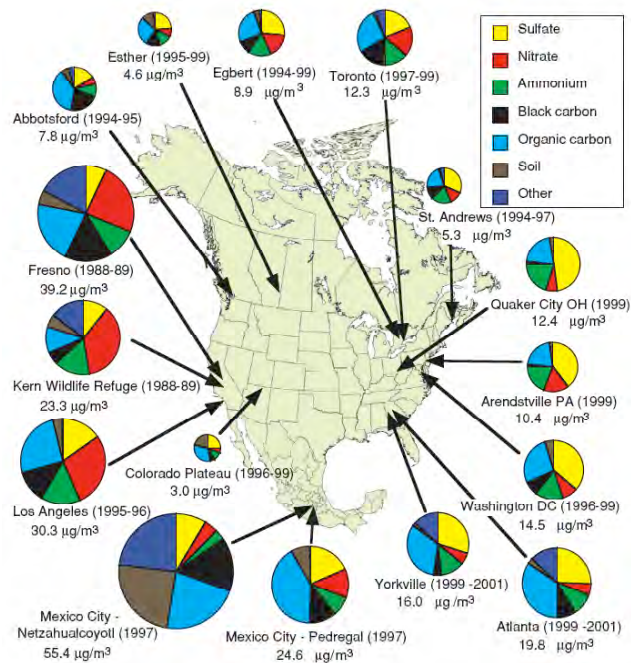 Esther (1995-99)
4.6 µg/m3
Egbert (1994-99)
8.9 µg/m3
Toronto (1997-99)
12.3 µg/m3
Sulfate
Nitrate
Ammonium
Black carbon
Organic carbon
Soil
Other
Abbotsford (1994-95)
7.8 µg/m3
St. Andrews (1994-97)
5.3 µg/m3
Fresno (1988-89)
39.2 µg/m3
Quaker City OH (1999)
12.4 µg/m3
Kern Wildlife Refuge (1988-89)
23.3 µg/m3
Arendstville PA (1999)
10.4 µg/m3
Colorado Plateau (1996-99)
3.0 µg/m3
Los Angeles (1995-96)
30.3 µg/m3
Washington DC (1996-99)
14.5 µg/m3
Yorkville (1999 -2001)
16.0 µg/m3
Atlanta (1999 -2001)
19.8 µg/m3
Mexico City -
Netzahualcoyotl (1997)
55.4 µg/m3
Mexico City - Pedregal (1997)
24.6 µg/m3